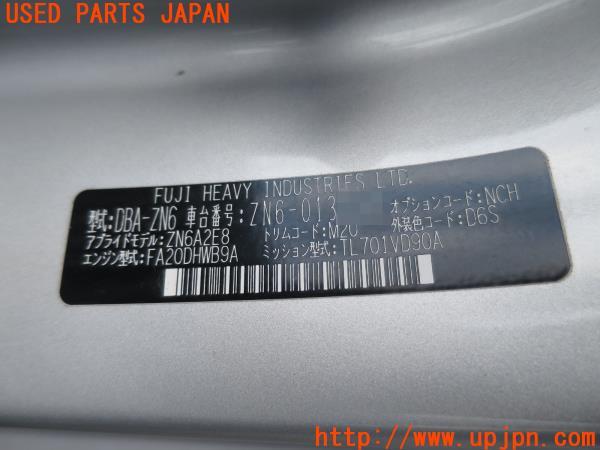 USED PARTS JAPAN
FUJI HEAVY INDUSTRIES LTD.
型式:DBA-ZN6 車台番号:ZN6-013 オプションコード:NCH
アプライドモデル:ZN6A2E8 トリムコード:M20 外装色コード:D6S
エンジン型式:FA20DHWB9A ミッション型式:TL701VD90A
UPJ http://www.upjpn.com/